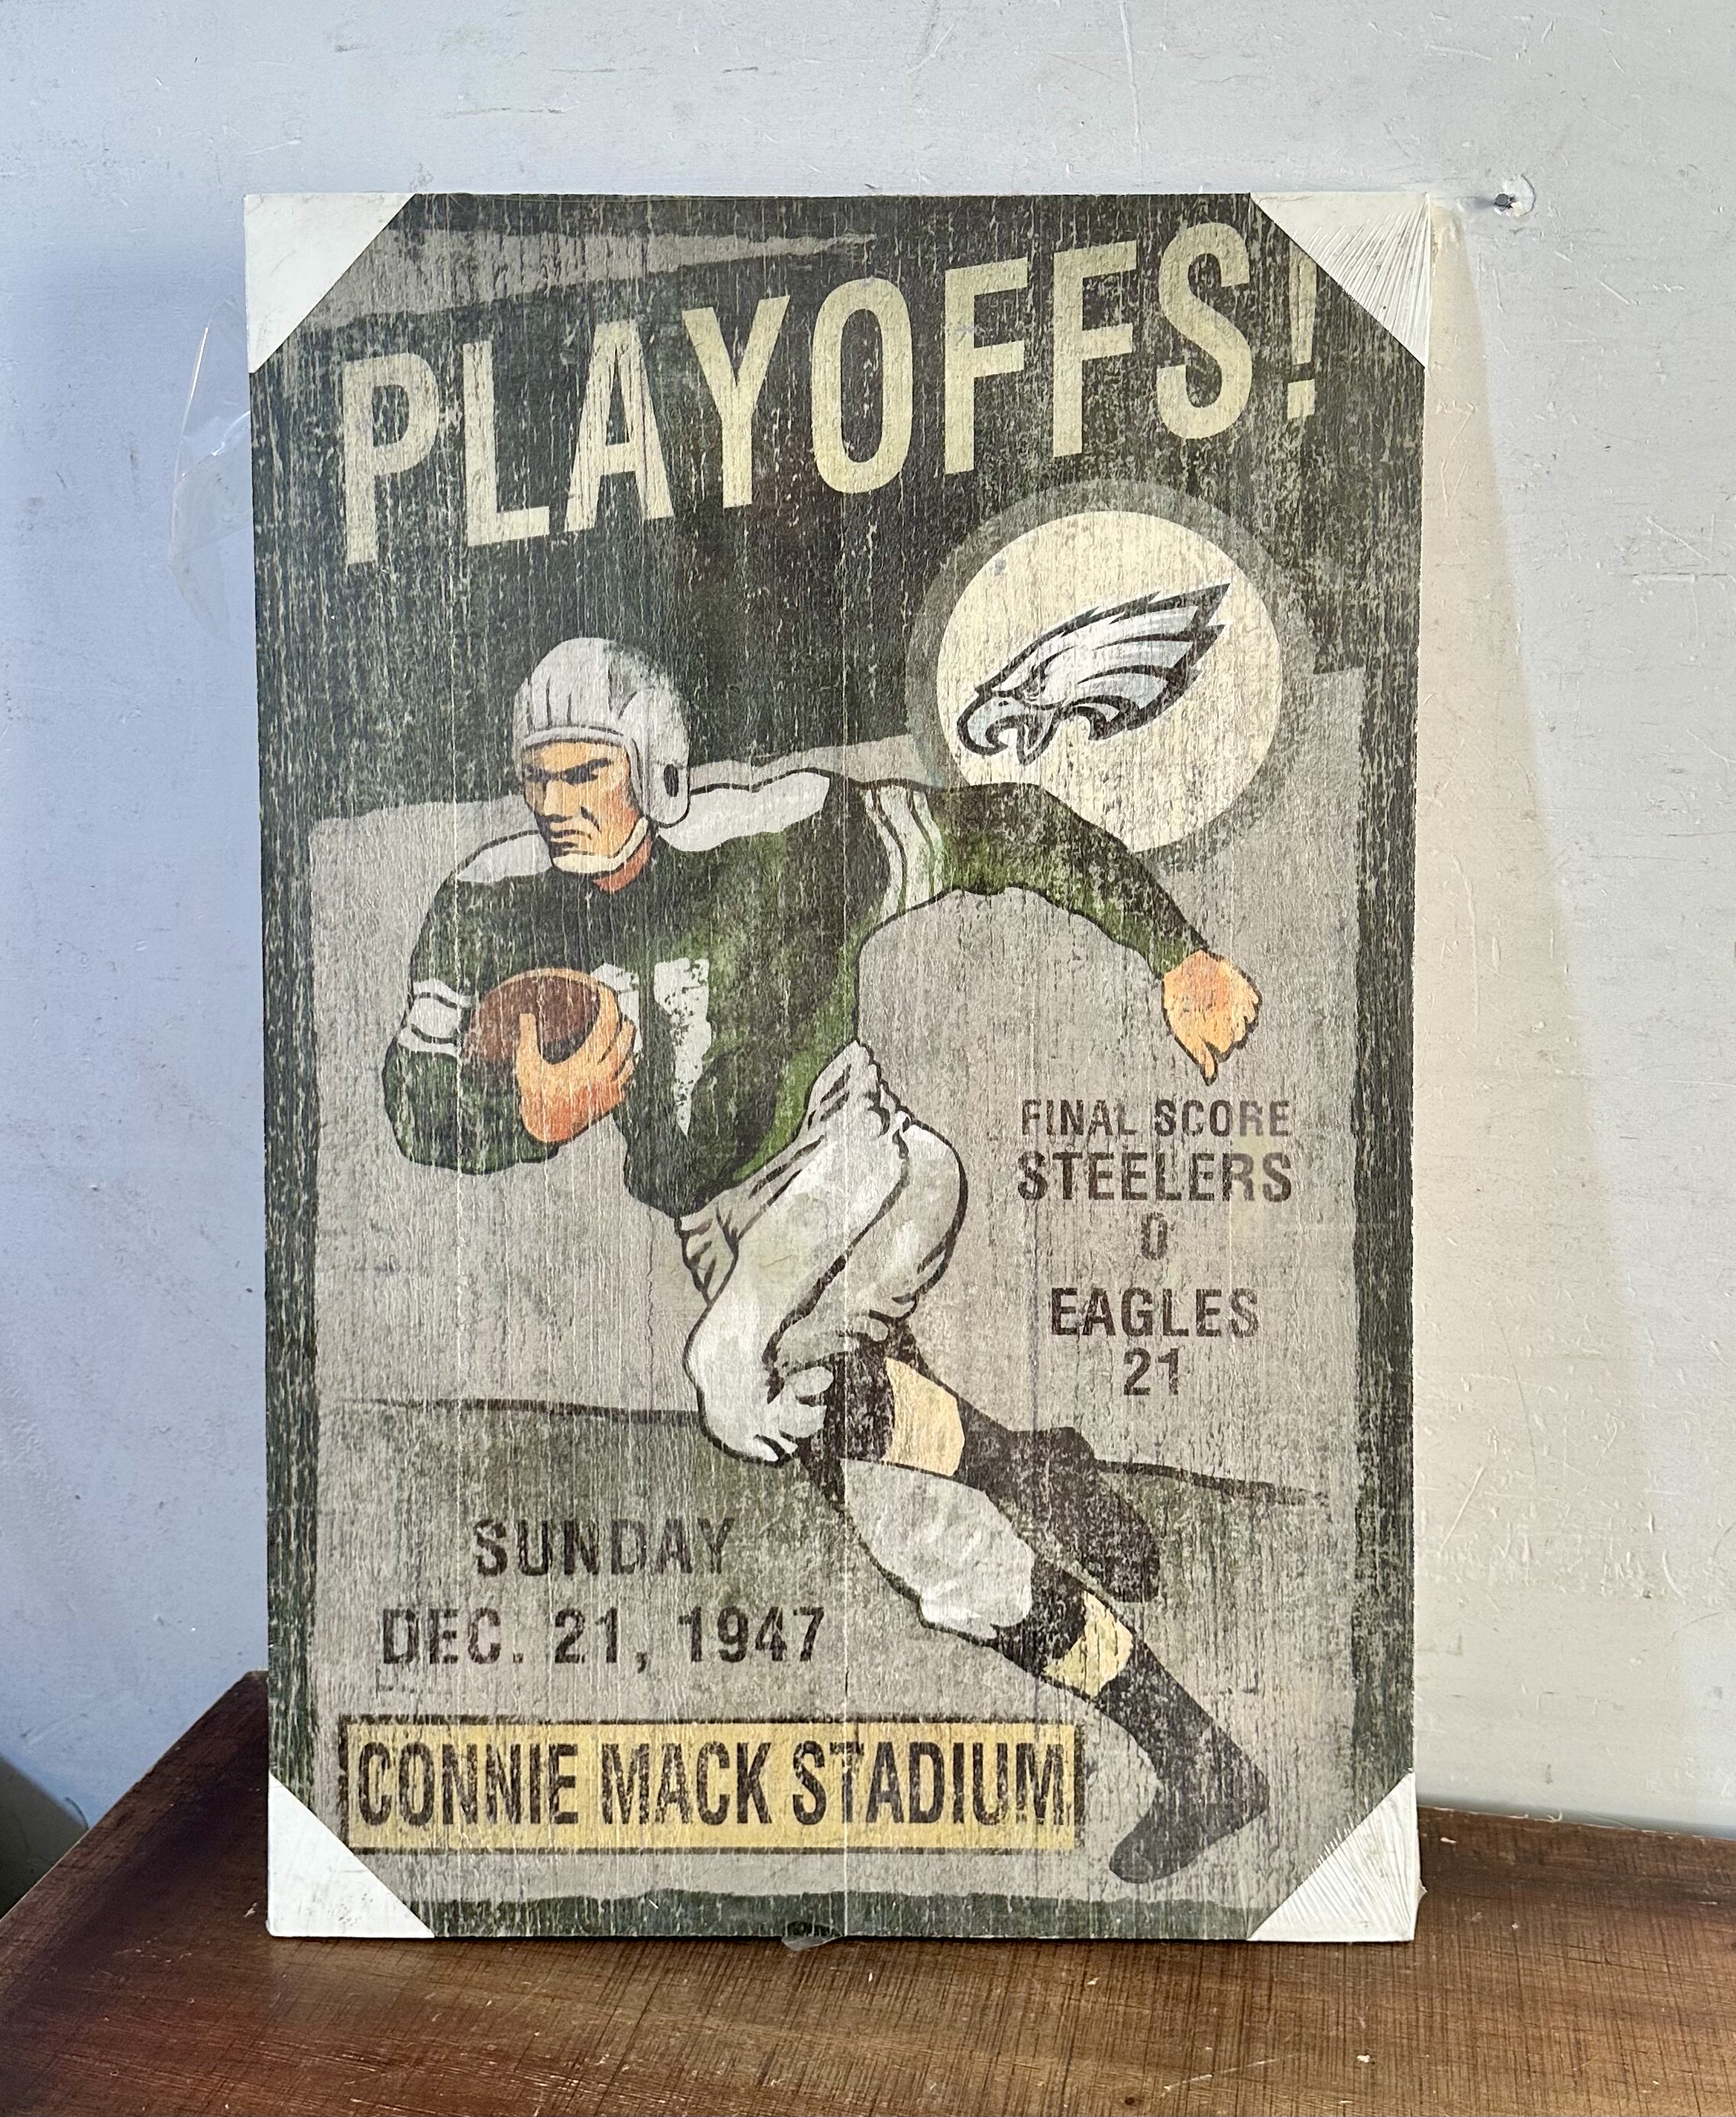 PLAYOFFS!
FINAL SCORE
STEELERS
0
EAGLES
21
SUNDAY
DEC. 21, 1947
CONNIE MACK STADIUM